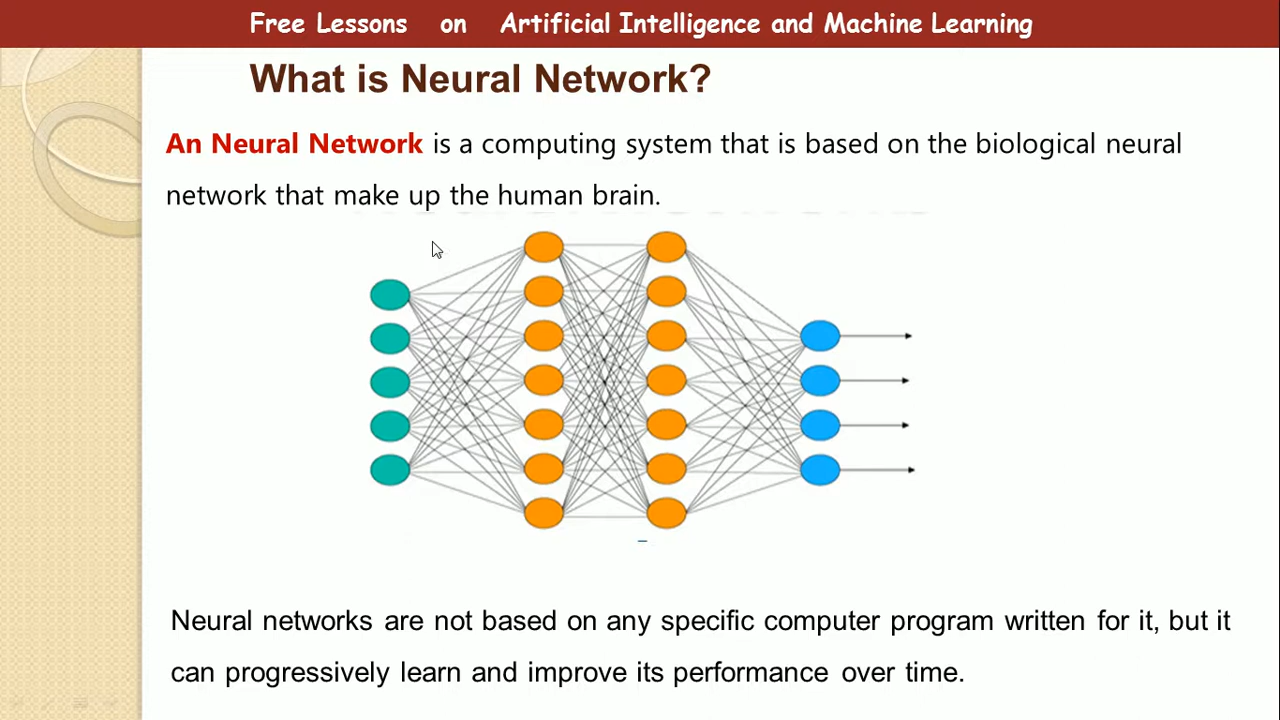 Free Lessons on Artificial Intelligence and Machine Learning
What is Neural Network?
An Neural Network is a computing system that is based on the biological neural
network that make up the human brain.
Neural networks are not based on any specific computer program written for it, but it
can progressively learn and improve its performance over time.